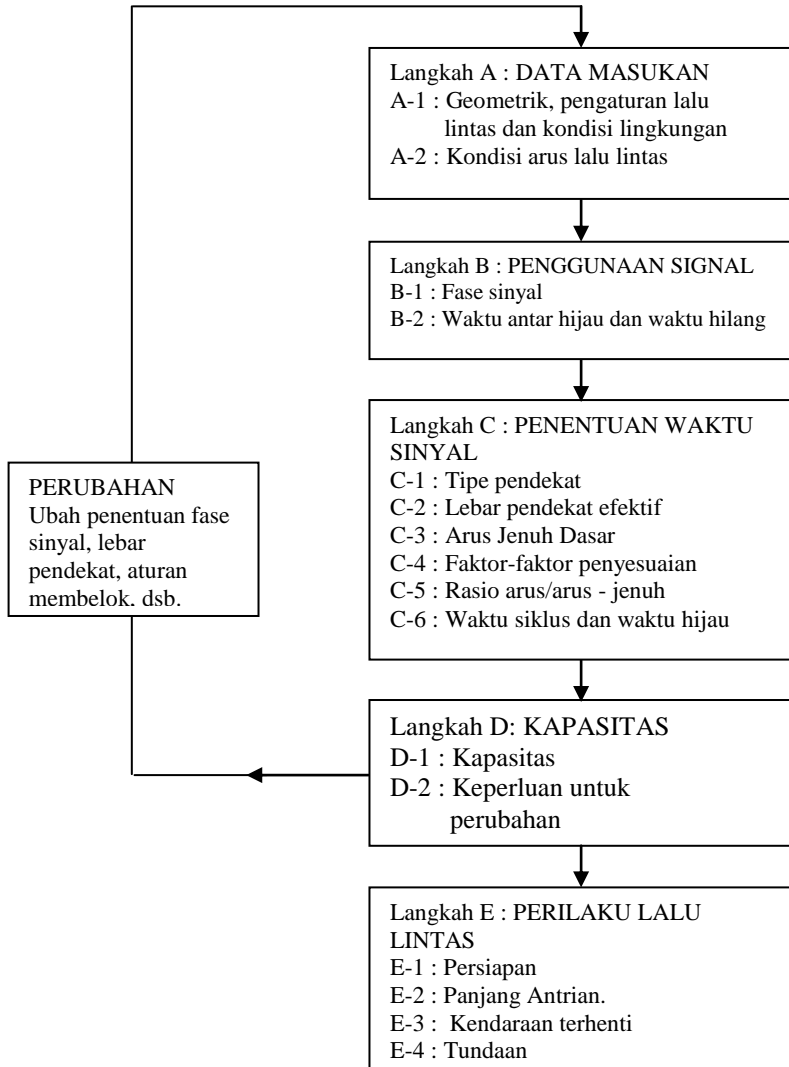 Langkah A : DATA MASUKAN
A-1 : Geometrik, pengaturan lalu
lintas dan kondisi lingkungan
A-2 : Kondisi arus lalu lintas
Langkah B : PENGGUNAAN SIGNAL
B-1 : Fase sinyal
B-2 : Waktu antar hijau dan waktu hilang
Langkah C : PENENTUAN WAKTU
SINYAL
C-1 : Tipe pendekat
C-2 : Lebar pendekat efektif
C-3 : Arus Jenuh Dasar
C-4 : Faktor-faktor penyesuaian
C-5 : Rasio arus/arus - jenuh
C-6 : Waktu siklus dan waktu hijau
PERUBAHAN
Ubah penentuan fase
sinyal, lebar
pendekat, aturan
membelok, dsb.
Langkah D: KAPASITAS
D-1 : Kapasitas
D-2 : Keperluan untuk
perubahan
Langkah E : PERILAKU LALU
LINTAS
E-1 : Persiapan
E-2 : Panjang Antrian.
E-3 :  Kendaraan terhenti
E-4 : Tundaan